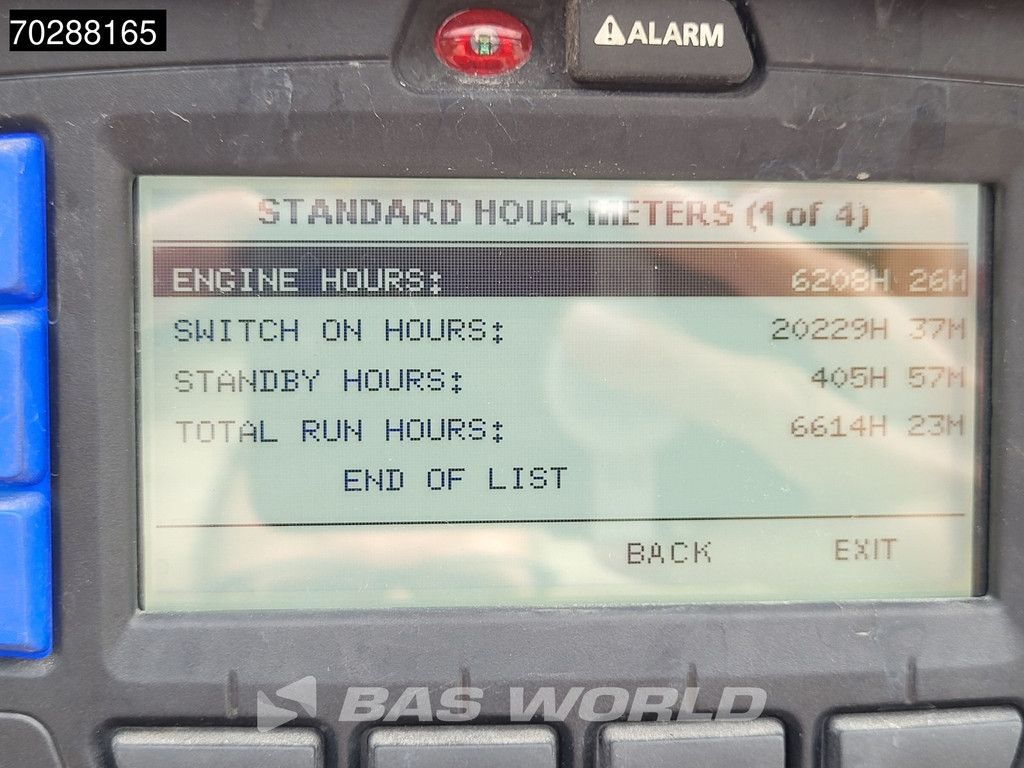 70288165
ALARM
STANDARD HOUR METERS (1 of 4)
ENGINE HOURS: 6208H 26M
SWITCH ON HOURS: 20229H 37M
STANDBY HOURS: 405H 57M
TOTAL RUN HOURS: 6614H 23M
END OF LIST
BACK EXIT
BAS WORLD